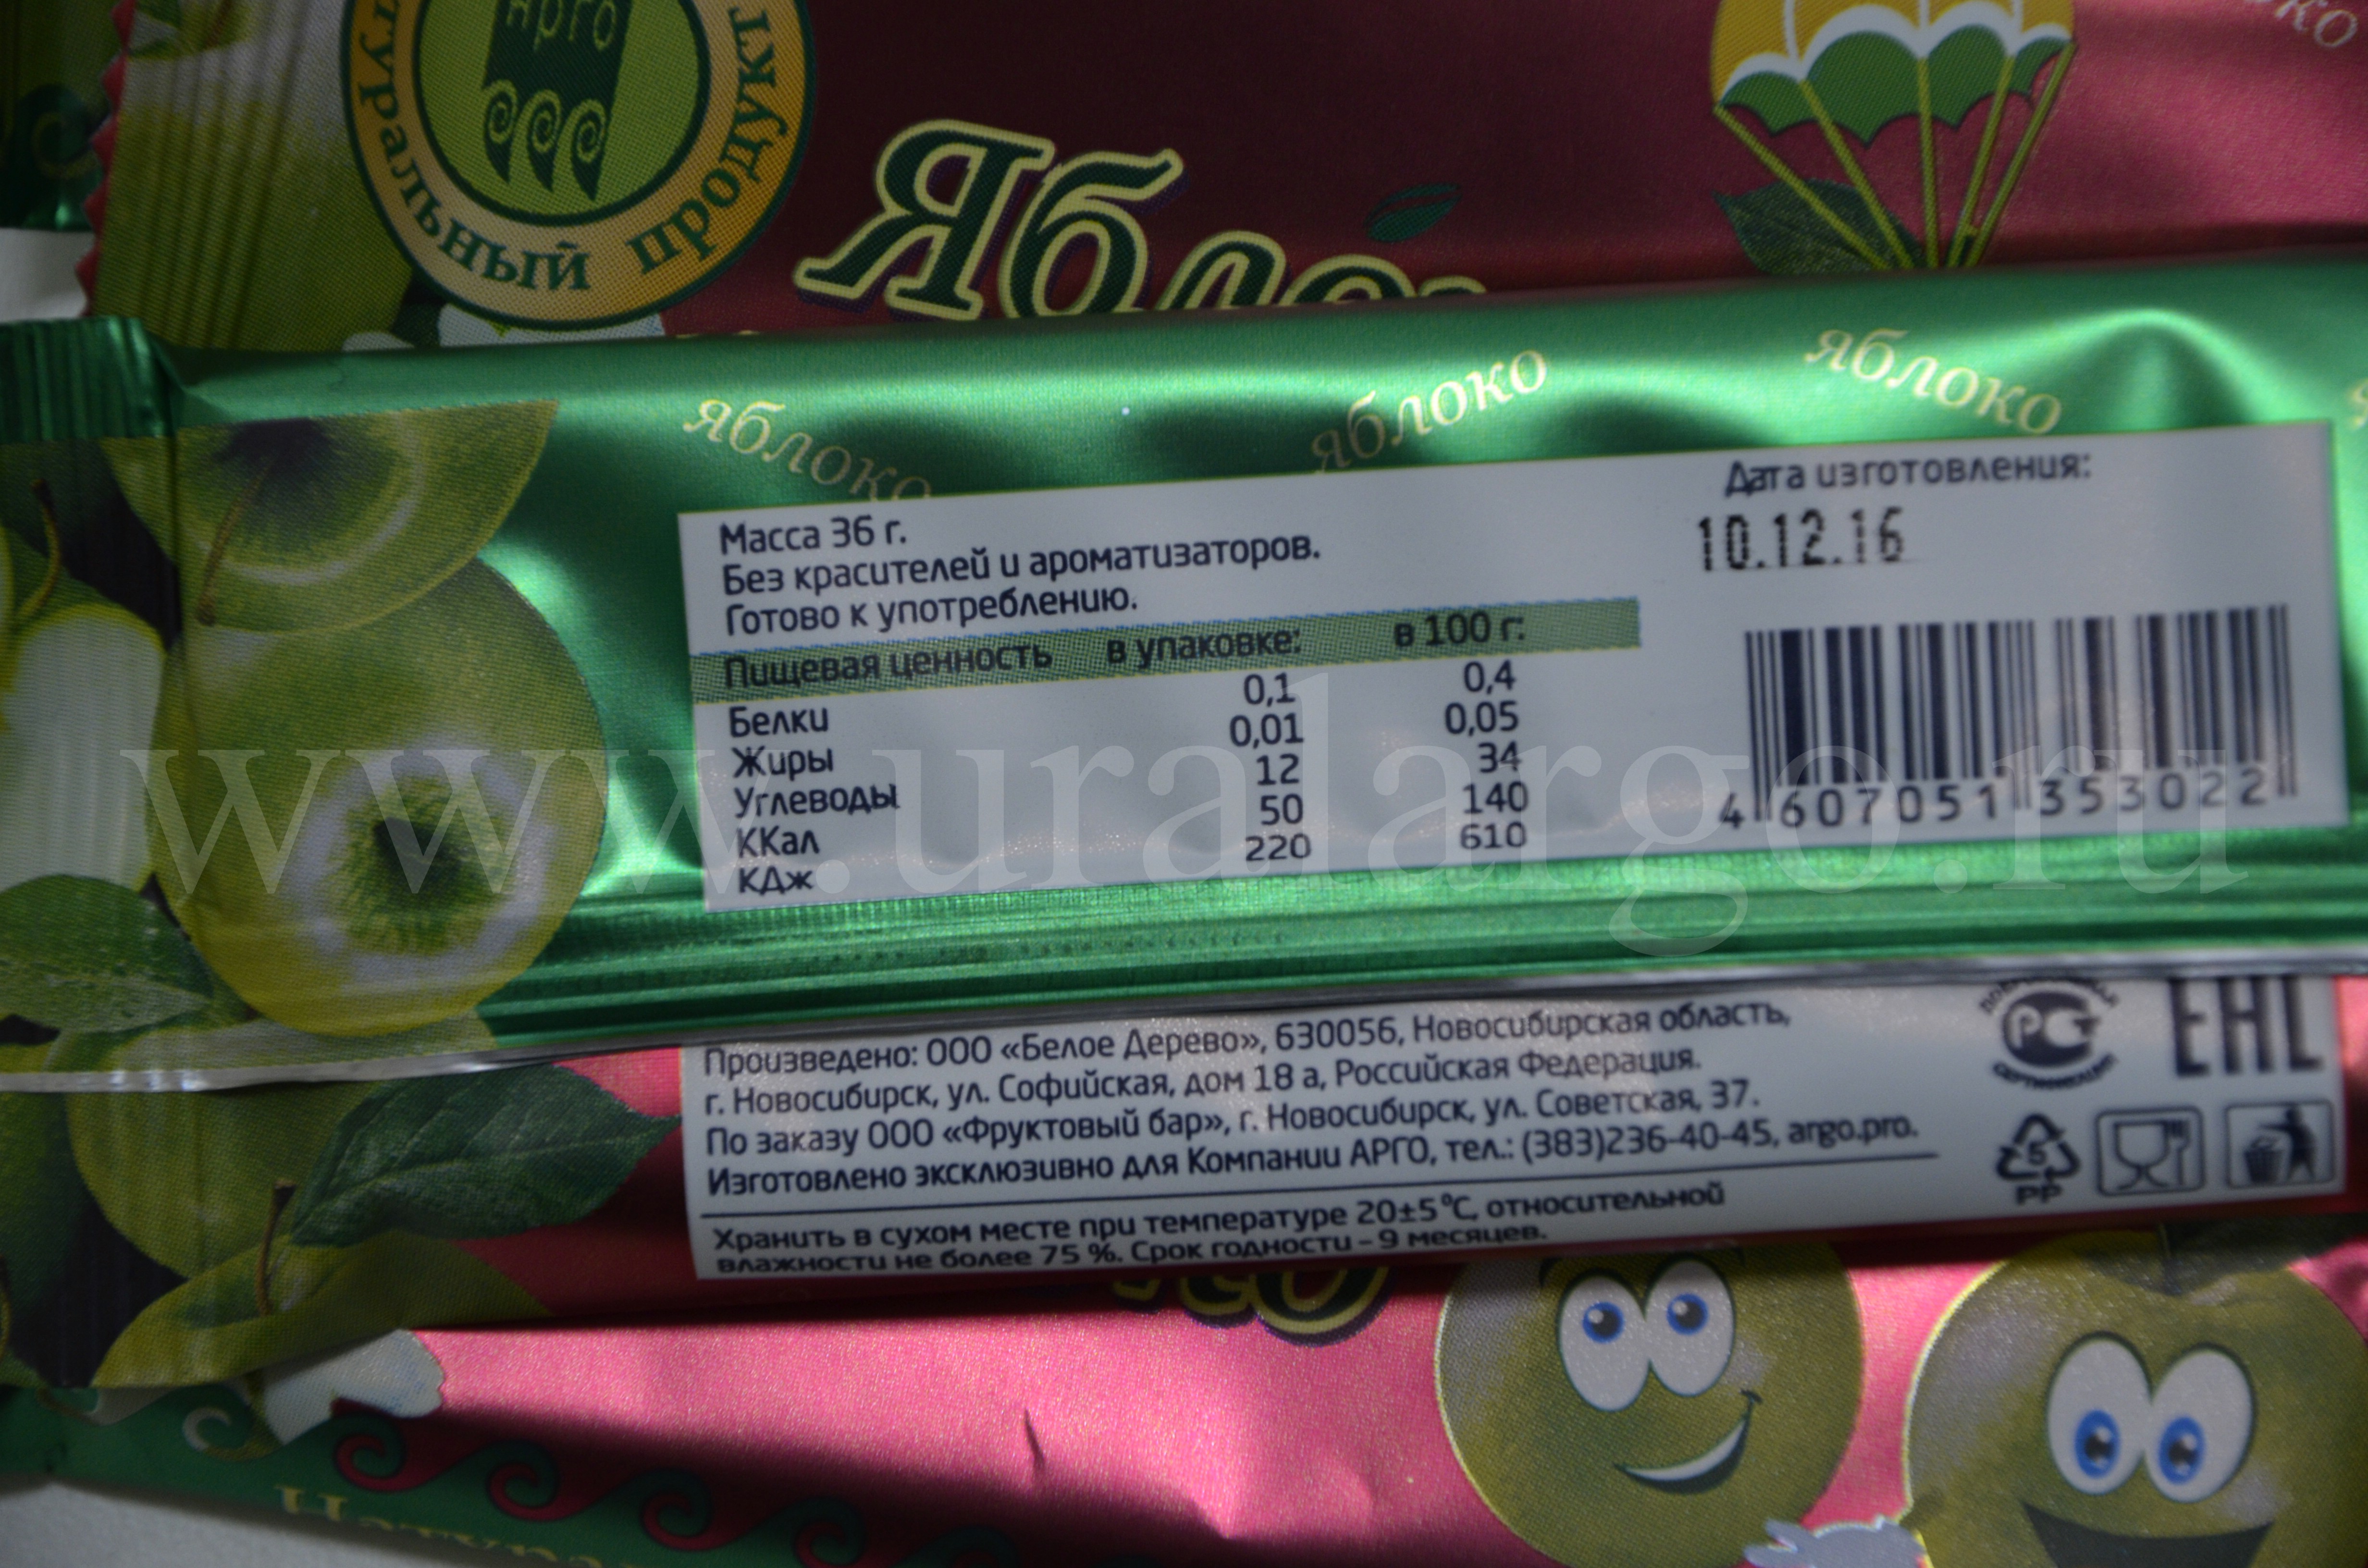 Арго
продукт
Ябло
яблоко
яблоко
яблоко
Дата изготовления:
10.12.16
Масса 36 г.
Без красителей и ароматизаторов.
Готово к употреблению.
Пищевая ценность в упаковке: в 100 г:
Белки 0,1 0,4
Жиры 0,01 0,05
Углеводы 12 34
ККал 50 140
КДж 220 610
4 607051 353022
www.uralargo.ru
Произведено: ООО «Белое Дерево», 630056, Новосибирская область,
г. Новосибирск, ул. Софийская, дом 18 а, Российская Федерация.
По заказу ООО «Фруктовый бар», г. Новосибирск, ул. Советская, 37.
Изготовлено эксклюзивно для Компании АРГО, тел.: (383)236-40-45, argo.pro.
Хранить в сухом месте при температуре 20±5°С, относительной
влажности не более 75 %. Срок годности – 9 месяцев.
РС
ЕАС
5
PP